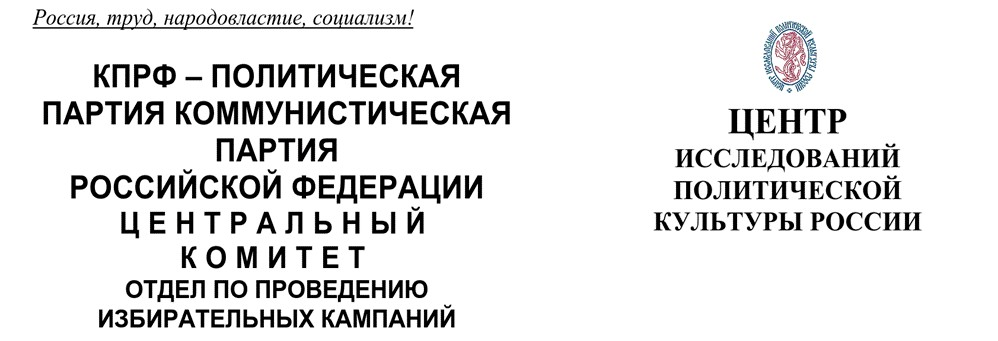 Россия, труд, народовластие, социализм!
КПРФ – ПОЛИТИЧЕСКАЯ
ПАРТИЯ КОММУНИСТИЧЕСКАЯ
ПАРТИЯ
РОССИЙСКОЙ ФЕДЕРАЦИИ
Ц Е Н Т Р А Л Ь Н Ы Й
К О М И Т Е Т
ОТДЕЛ ПО ПРОВЕДЕНИЮ
ИЗБИРАТЕЛЬНЫХ КАМПАНИЙ
ЦЕНТР
ИССЛЕДОВАНИЙ
ПОЛИТИЧЕСКОЙ
КУЛЬТУРЫ РОССИИ